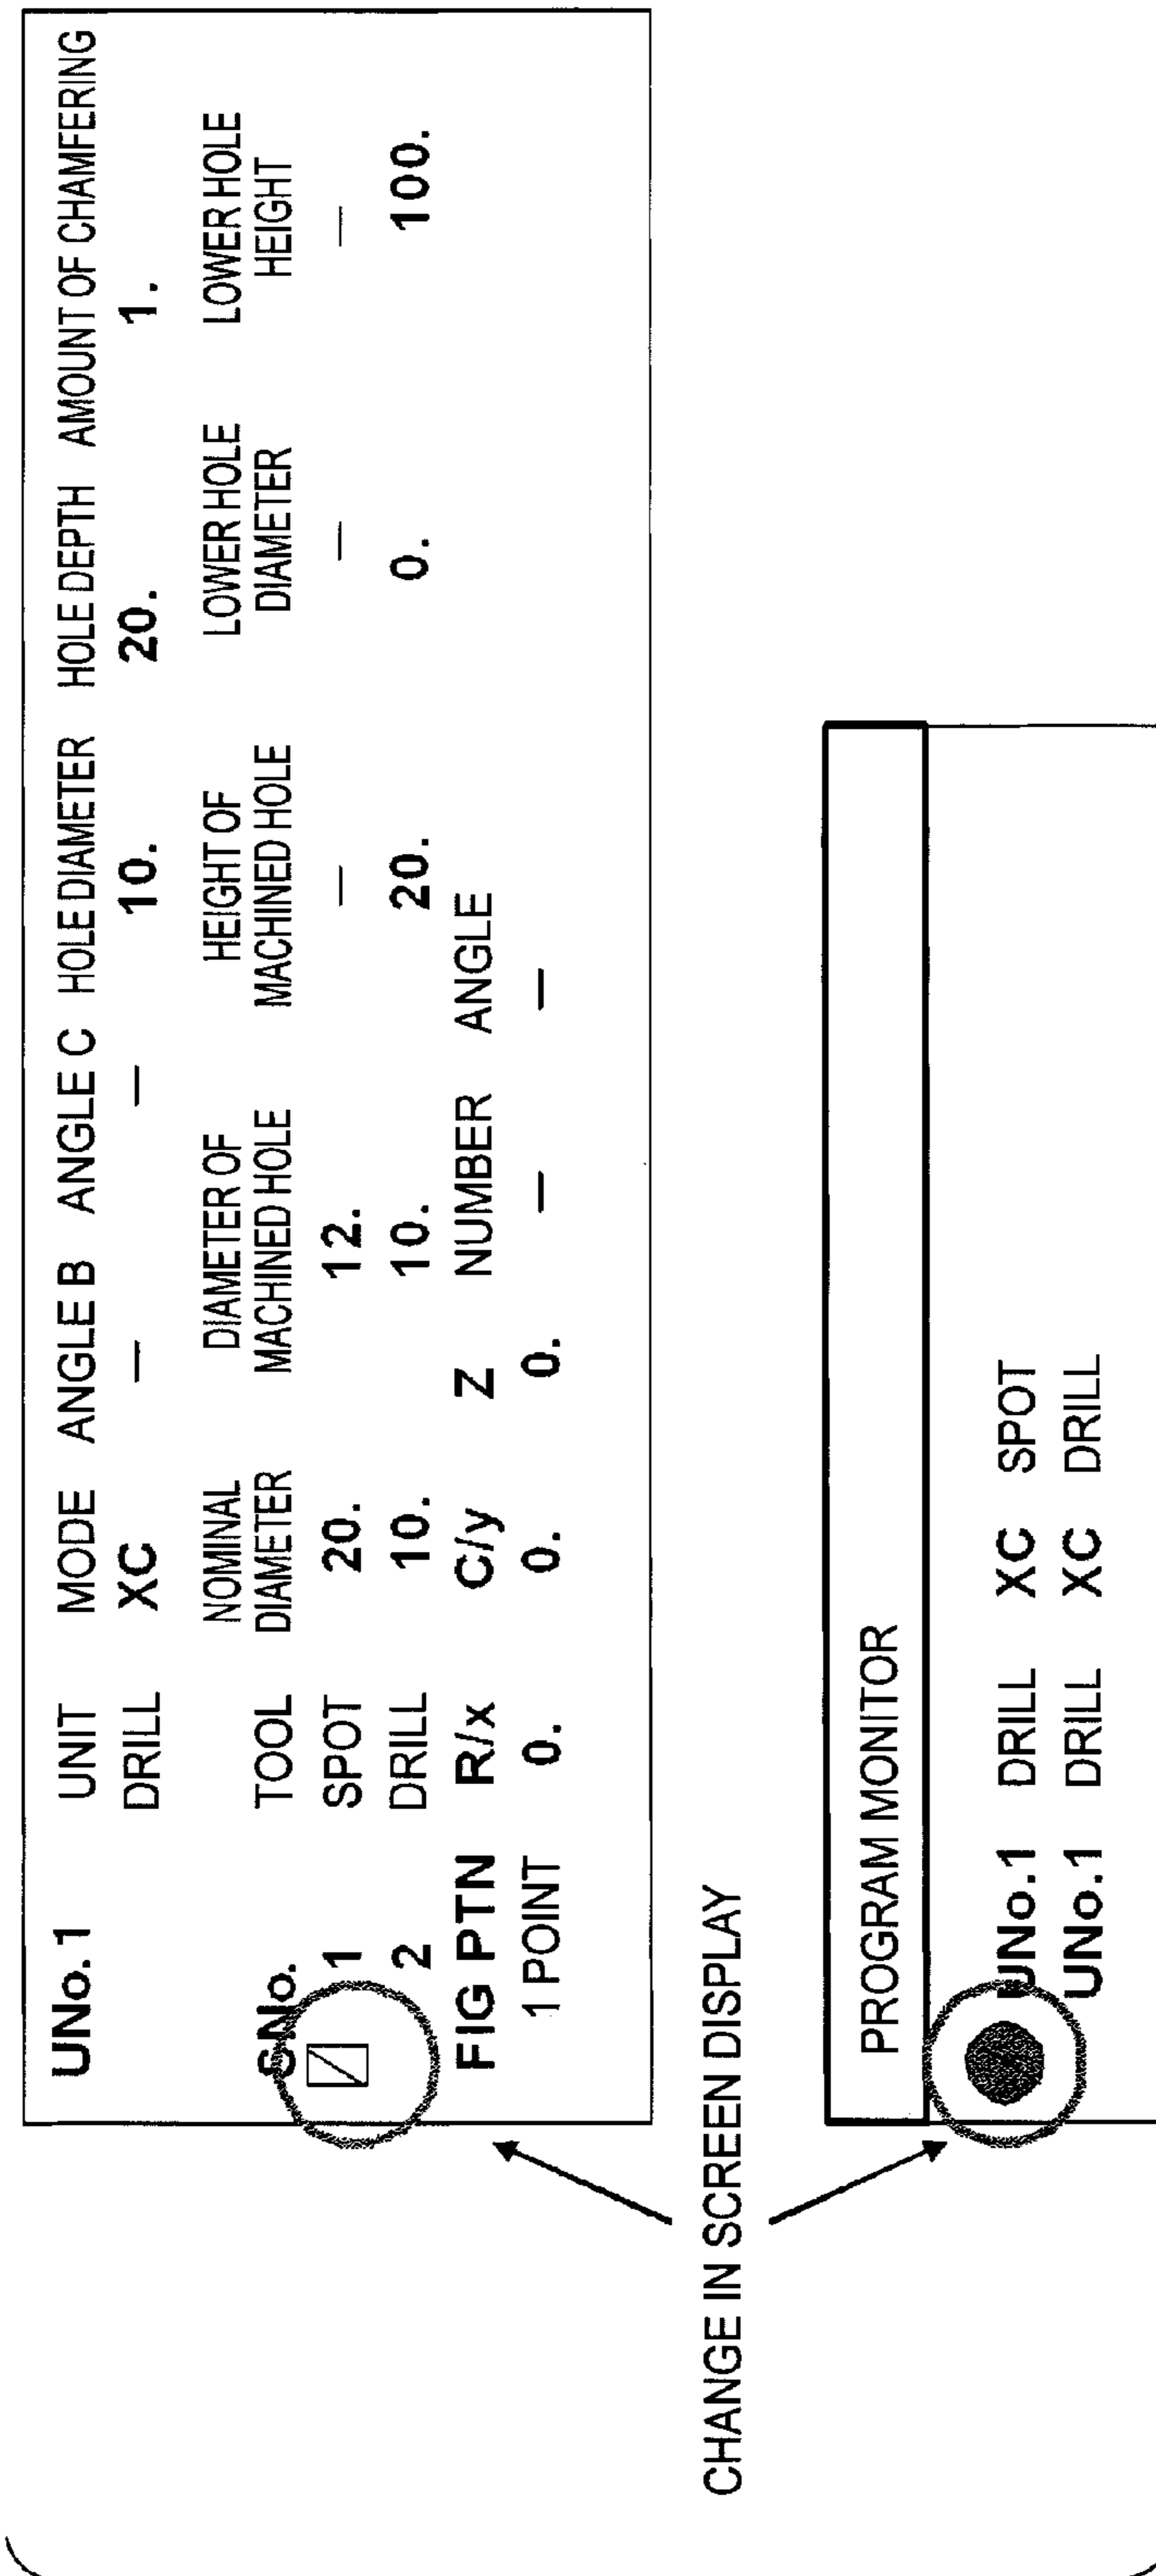 UNo. 1 UNIT MODE ANGLE B ANGLE C HOLE DIAMETER HOLE DEPTH AMOUNT OF CHAMFERING
DRILL XC — — 10. 20. 1.
SNo. TOOL NOMINAL DIAMETER DIAMETER OF MACHINED HOLE HEIGHT OF MACHINED HOLE LOWER HOLE DIAMETER LOWER HOLE HEIGHT
1 SPOT 20. 12. — — —
2 DRILL 10. 10. 20. 0. 100.
FIG PTN R/x C/y Z NUMBER ANGLE
1 POINT 0. 0. 0. — —
CHANGE IN SCREEN DISPLAY
PROGRAM MONITOR
UNo.1 DRILL XC SPOT
UNo.1 DRILL XC DRILL